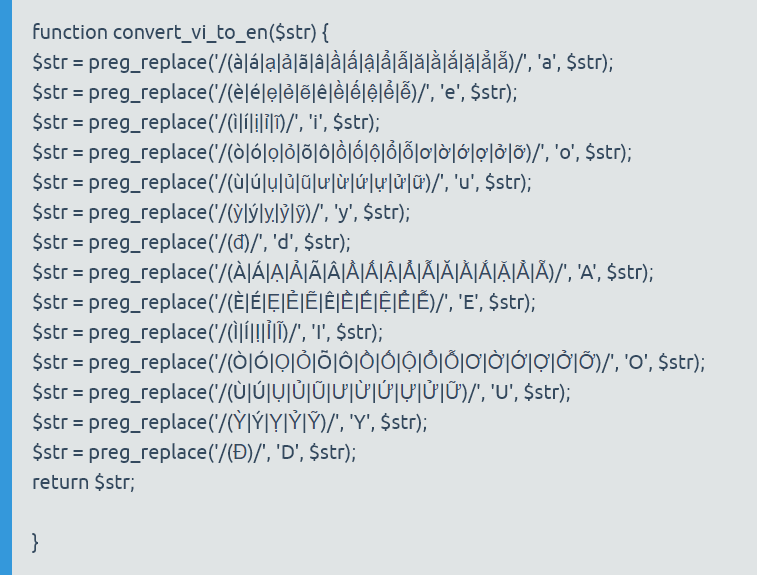 function convert_vi_to_en($str) {
$str = preg_replace('/(à|á|ạ|ả|ã|â|ầ|ấ|ậ|ẩ|ẫ|ă|ằ|ắ|ặ|ẳ|ẵ)/', 'a', $str);
$str = preg_replace('/(è|é|ẹ|ẻ|ẽ|ê|ề|ế|ệ|ể|ễ)/', 'e', $str);
$str = preg_replace('/(ì|í|ị|ỉ|ĩ)/', 'i', $str);
$str = preg_replace('/(ò|ó|ọ|ỏ|õ|ô|ồ|ố|ộ|ổ|ỗ|ơ|ờ|ớ|ợ|ở|ỡ)/', 'o', $str);
$str = preg_replace('/(ù|ú|ụ|ủ|ũ|ư|ừ|ứ|ự|ử|ữ)/', 'u', $str);
$str = preg_replace('/(ỳ|ý|ỵ|ỷ|ỹ)/', 'y', $str);
$str = preg_replace('/(đ)/', 'd', $str);
$str = preg_replace('/(À|Á|Ạ|Ả|Ã|Â|Ầ|Ấ|Ậ|Ẩ|Ẫ|Ă|Ằ|Ắ|Ặ|Ẳ|Ẵ)/', 'A', $str);
$str = preg_replace('/(È|É|Ẹ|Ẻ|Ẽ|Ê|Ề|Ế|Ệ|Ể|Ễ)/', 'E', $str);
$str = preg_replace('/(Ì|Í|Ị|Ỉ|Ĩ)/', 'I', $str);
$str = preg_replace('/(Ò|Ó|Ọ|Ỏ|Õ|Ô|Ồ|Ố|Ộ|Ổ|Ỗ|Ơ|Ờ|Ớ|Ợ|Ở|Ỡ)/', 'O', $str);
$str = preg_replace('/(Ù|Ú|Ụ|Ủ|Ũ|Ư|Ừ|Ứ|Ự|Ử|Ữ)/', 'U', $str);
$str = preg_replace('/(Ỳ|Ý|Ỵ|Ỷ|Ỹ)/', 'Y', $str);
$str = preg_replace('/(Đ)/', 'D', $str);
return $str;
}